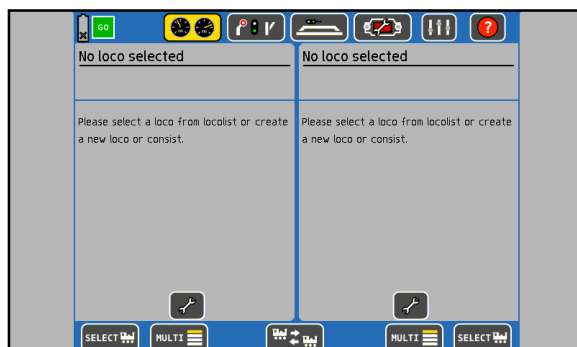 GO
?
No loco selected
No loco selected
Please select a loco from locolist or create
a new loco or consist.
Please select a loco from locolist or create
a new loco or consist.
SELECT
MULTI
MULTI
SELECT